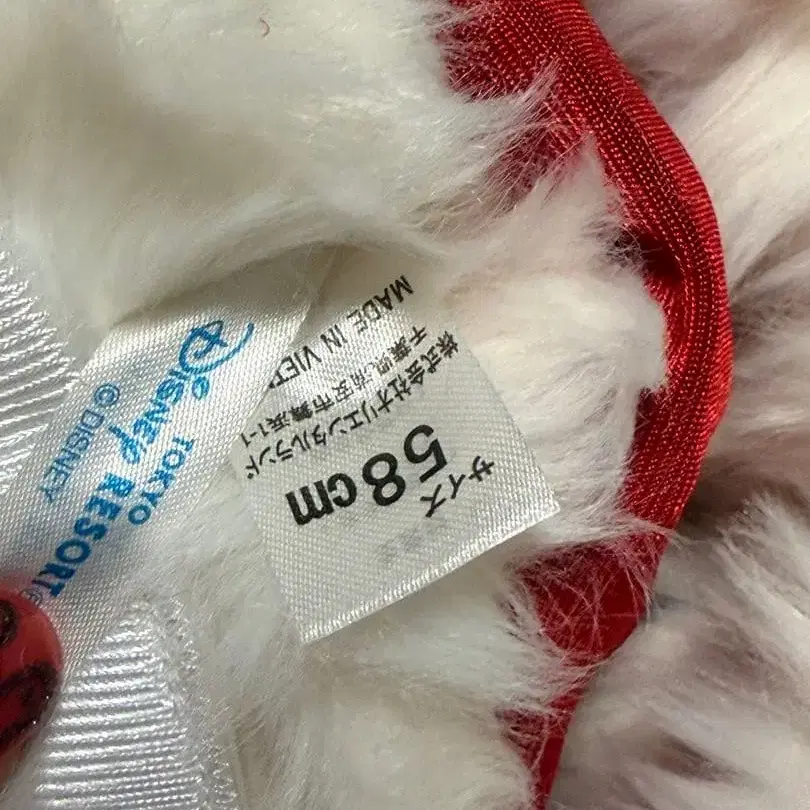 Disney
TOKYO
RESORT®
©DISNEY
サイズ
58cm
株式会社オリエンタルランド
千葉県浦安市舞浜1-1
MADE IN VIET